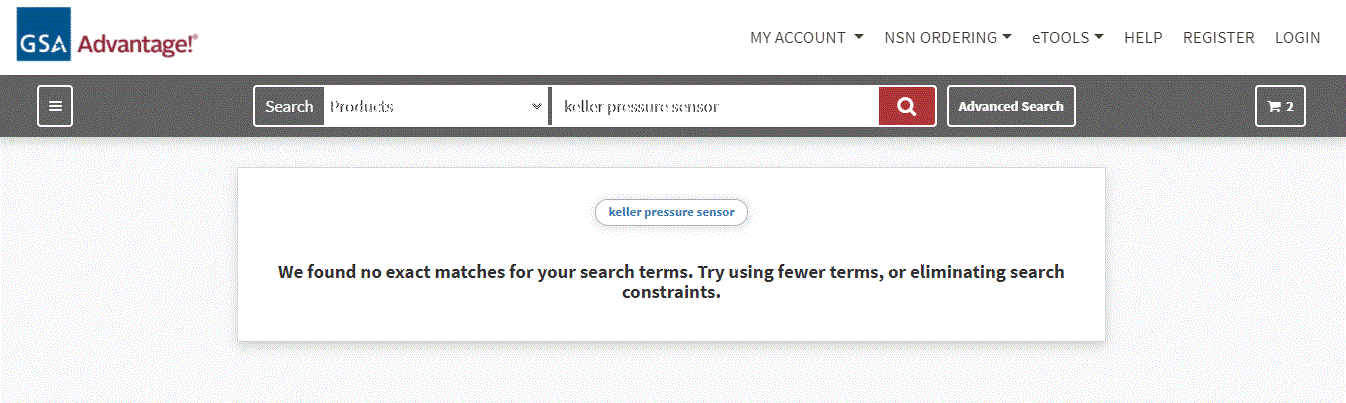 GSA Advantage!®
MY ACCOUNT NSN ORDERING eTOOLS HELP REGISTER LOGIN
Search Products keller pressure sensor Advanced Search 2
keller pressure sensor
We found no exact matches for your search terms. Try using fewer terms, or eliminating search
constraints.